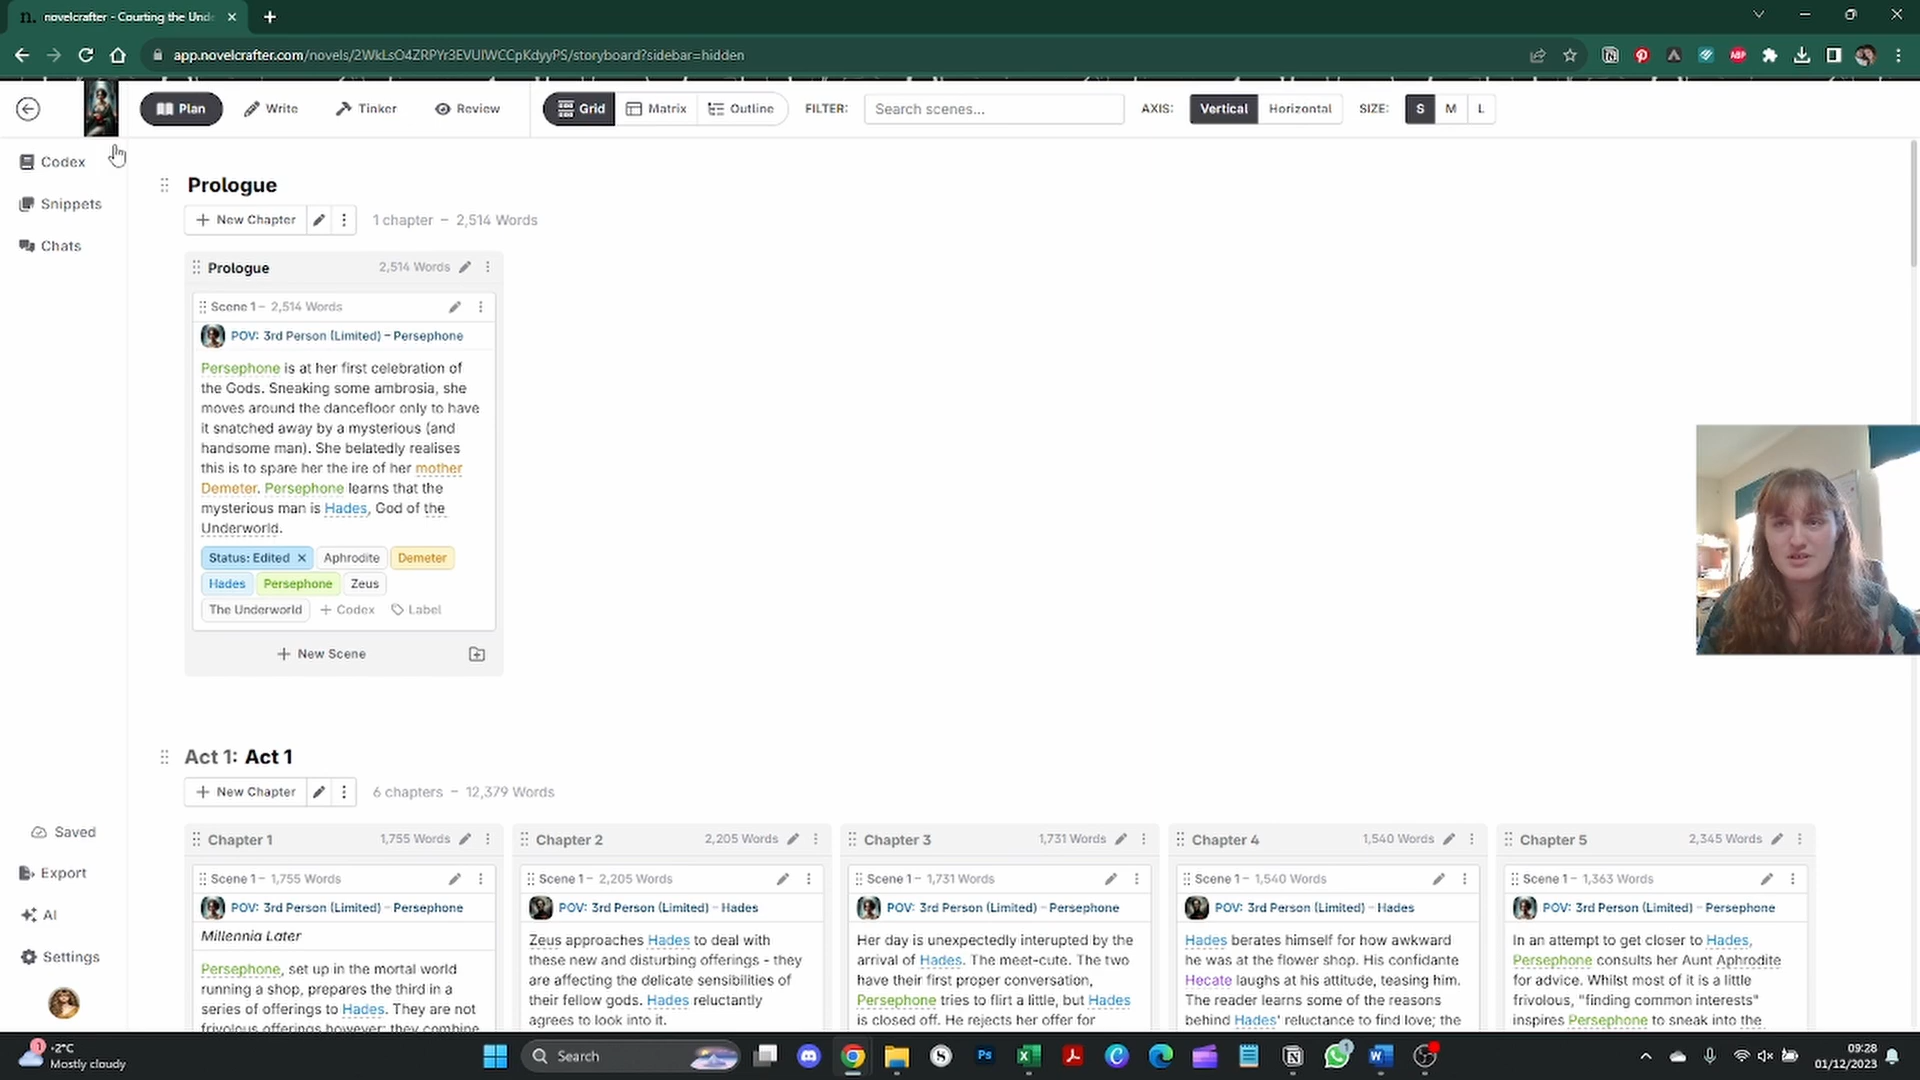 novelcrafter - Courting the Und
app.novelcrafter.com/novels/2WkLsO4ZRPYr3EVUIWCCpKdyyPS/storyboard?sidebar=hidden
Plan
Write
Tinker
Review
Grid
Matrix
Outline
FILTER:
Search scenes...
AXIS:
Vertical
Horizontal
SIZE:
S
M
L
Codex
Snippets
Chats
Prologue
+ New Chapter
1 chapter – 2,514 Words
Prologue
2,514 Words
Scene 1 – 2,514 Words
POV: 3rd Person (Limited) – Persephone
Persephone is at her first celebration of
the Gods. Sneaking some ambrosia, she
moves around the dancefloor only to have
it snatched away by a mysterious (and
handsome man). She belatedly realises
this is to spare her the ire of her mother
Demeter. Persephone learns that the
mysterious man is Hades, God of the
Underworld.
Status: Edited ×
Aphrodite
Demeter
Hades
Persephone
Zeus
The Underworld
+ Codex
Label
+ New Scene
Act 1: Act 1
+ New Chapter
6 chapters – 12,379 Words
Chapter 1
1,755 Words
Scene 1 – 1,755 Words
POV: 3rd Person (Limited) – Persephone
Millennia Later
Persephone, set up in the mortal world
running a shop, prepares the third in a
series of offerings to Hades. They are not
frivolous offerings however; they combine
Chapter 2
2,205 Words
Scene 1 – 2,205 Words
POV: 3rd Person (Limited) – Hades
Zeus approaches Hades to deal with
these new and disturbing offerings - they
are affecting the delicate sensibilities of
their fellow gods. Hades reluctantly
agrees to look into it.
Chapter 3
1,731 Words
Scene 1 – 1,731 Words
POV: 3rd Person (Limited) – Persephone
Her day is unexpectedly interupted by the
arrival of Hades. The meet-cute. The two
have their first proper conversation,
Persephone tries to flirt a little, but Hades
is closed off. He rejects her offer for
Chapter 4
1,540 Words
Scene 1 – 1,540 Words
POV: 3rd Person (Limited) – Hades
Hades berates himself for how awkward
he was at the flower shop. His confidante
Hecate laughs at his attitude, teasing him.
The reader learns some of the reasons
behind Hades' reluctance to find love; the
Chapter 5
2,345 Words
Scene 1 – 1,363 Words
POV: 3rd Person (Limited) – Persephone
In an attempt to get closer to Hades,
Persephone consults her Aunt Aphrodite
for advice. Whilst most of it is a little
frivolous, "finding common interests"
inspires Persephone to sneak into the
Saved
Export
AI
Settings
1
-2°C
Mostly cloudy
Search
Ps
1
09:28
01/12/2023